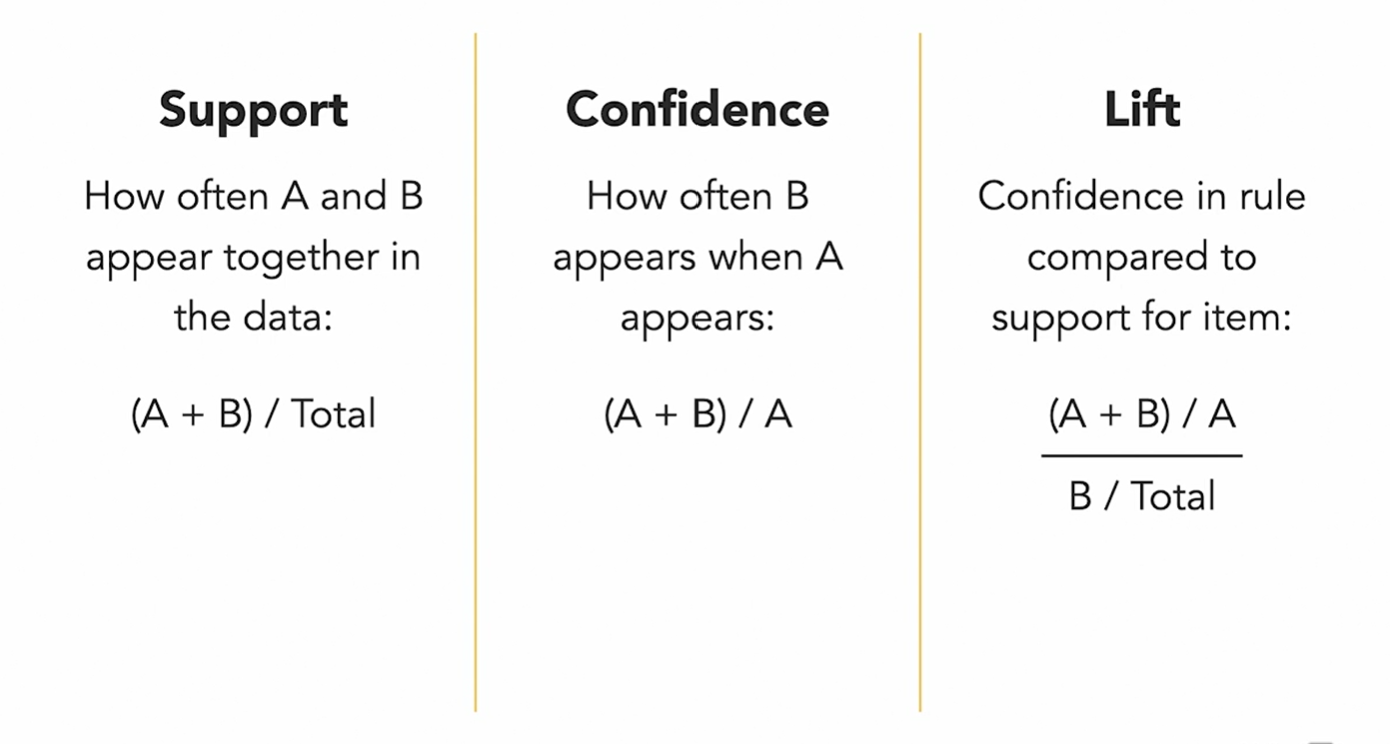 Support
How often A and B
appear together in
the data:
(A + B) / Total
Confidence
How often B
appears when A
appears:
(A + B) / A
Lift
Confidence in rule
compared to
support for item:
(A + B) / A
B / Total